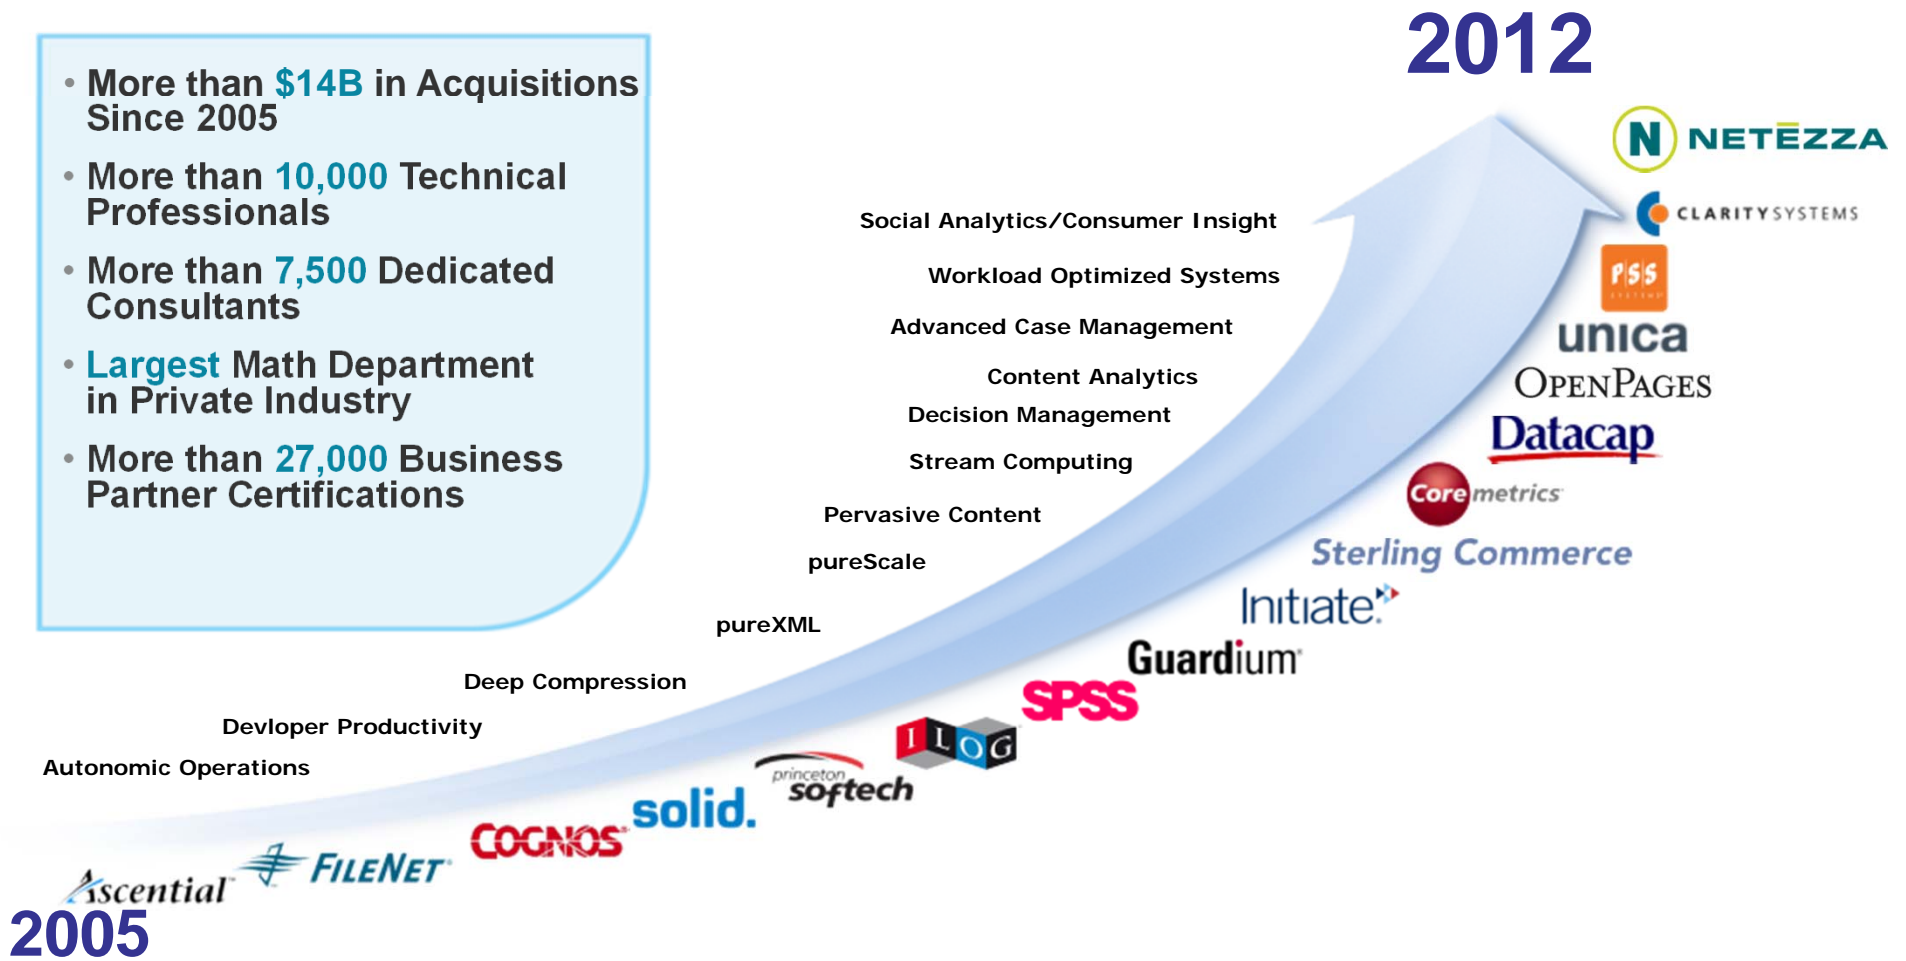 2012
• More than $14B in Acquisitions
Since 2005
• More than 10,000 Technical
Professionals
• More than 7,500 Dedicated
Consultants
• Largest Math Department
in Private Industry
• More than 27,000 Business
Partner Certifications
Social Analytics/Consumer Insight
Workload Optimized Systems
Advanced Case Management
Content Analytics
Decision Management
Stream Computing
Pervasive Content
pureScale
pureXML
Deep Compression
Devloper Productivity
Autonomic Operations
N NETĒZZA
CLARITY SYSTEMS
PSS
SYSTEMS
unica
OPENPAGES
Datacap
Coremetrics
Sterling Commerce
Initiate.
Guardium
SPSS
ILOG
princeton
softech
solid.
COGNOS
FILENET
Ascential™
2005